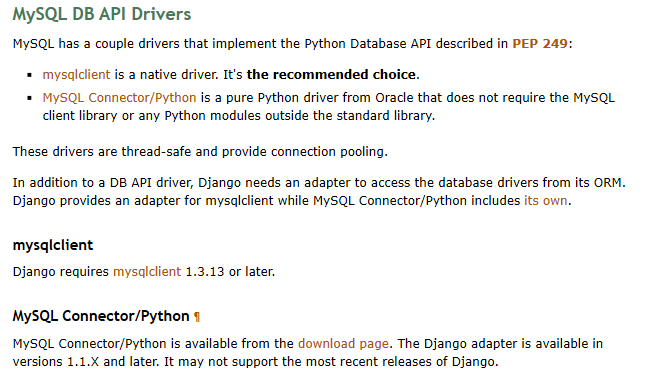 MySQL DB API Drivers
MySQL has a couple drivers that implement the Python Database API described in PEP 249:
▪ mysqlclient is a native driver. It's the recommended choice.
▪ MySQL Connector/Python is a pure Python driver from Oracle that does not require the MySQL
client library or any Python modules outside the standard library.
These drivers are thread-safe and provide connection pooling.
In addition to a DB API driver, Django needs an adapter to access the database drivers from its ORM.
Django provides an adapter for mysqlclient while MySQL Connector/Python includes its own.
mysqlclient
Django requires mysqlclient 1.3.13 or later.
MySQL Connector/Python ¶
MySQL Connector/Python is available from the download page. The Django adapter is available in
versions 1.1.X and later. It may not support the most recent releases of Django.